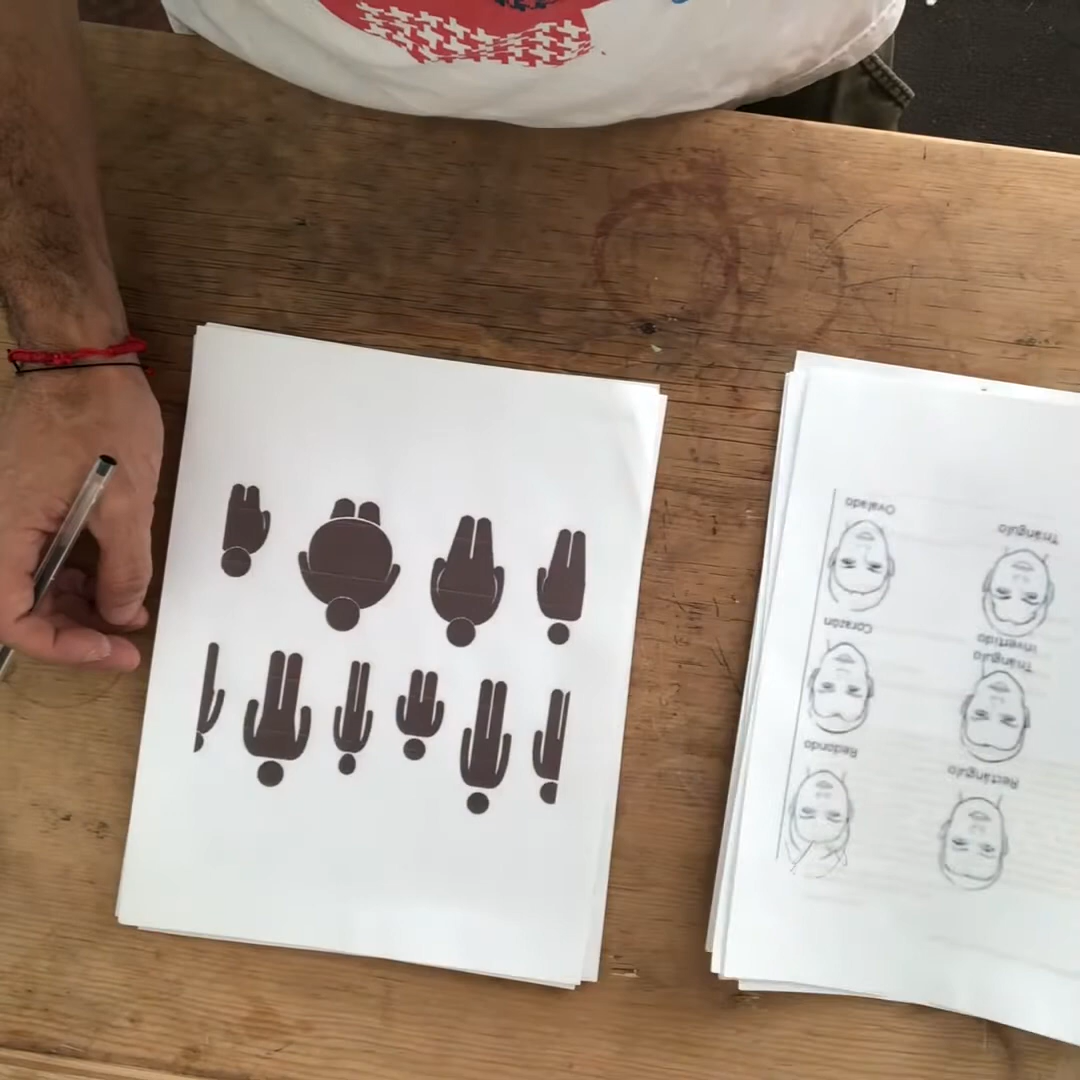 Rectángulo
Redondo
Triángulo
Invertido
Corazón
Triángulo
Ovalado